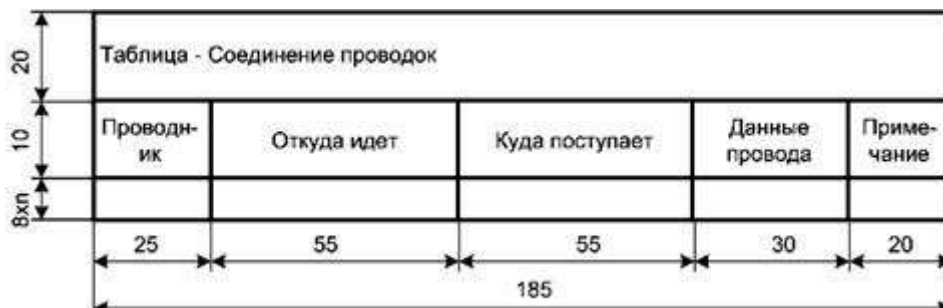 20
Таблица - Соединение проводок
10
Проводн-
ик
Откуда идет
Куда поступает
Данные
провода
Приме-
чание
8xn
25
55
55
30
20
185